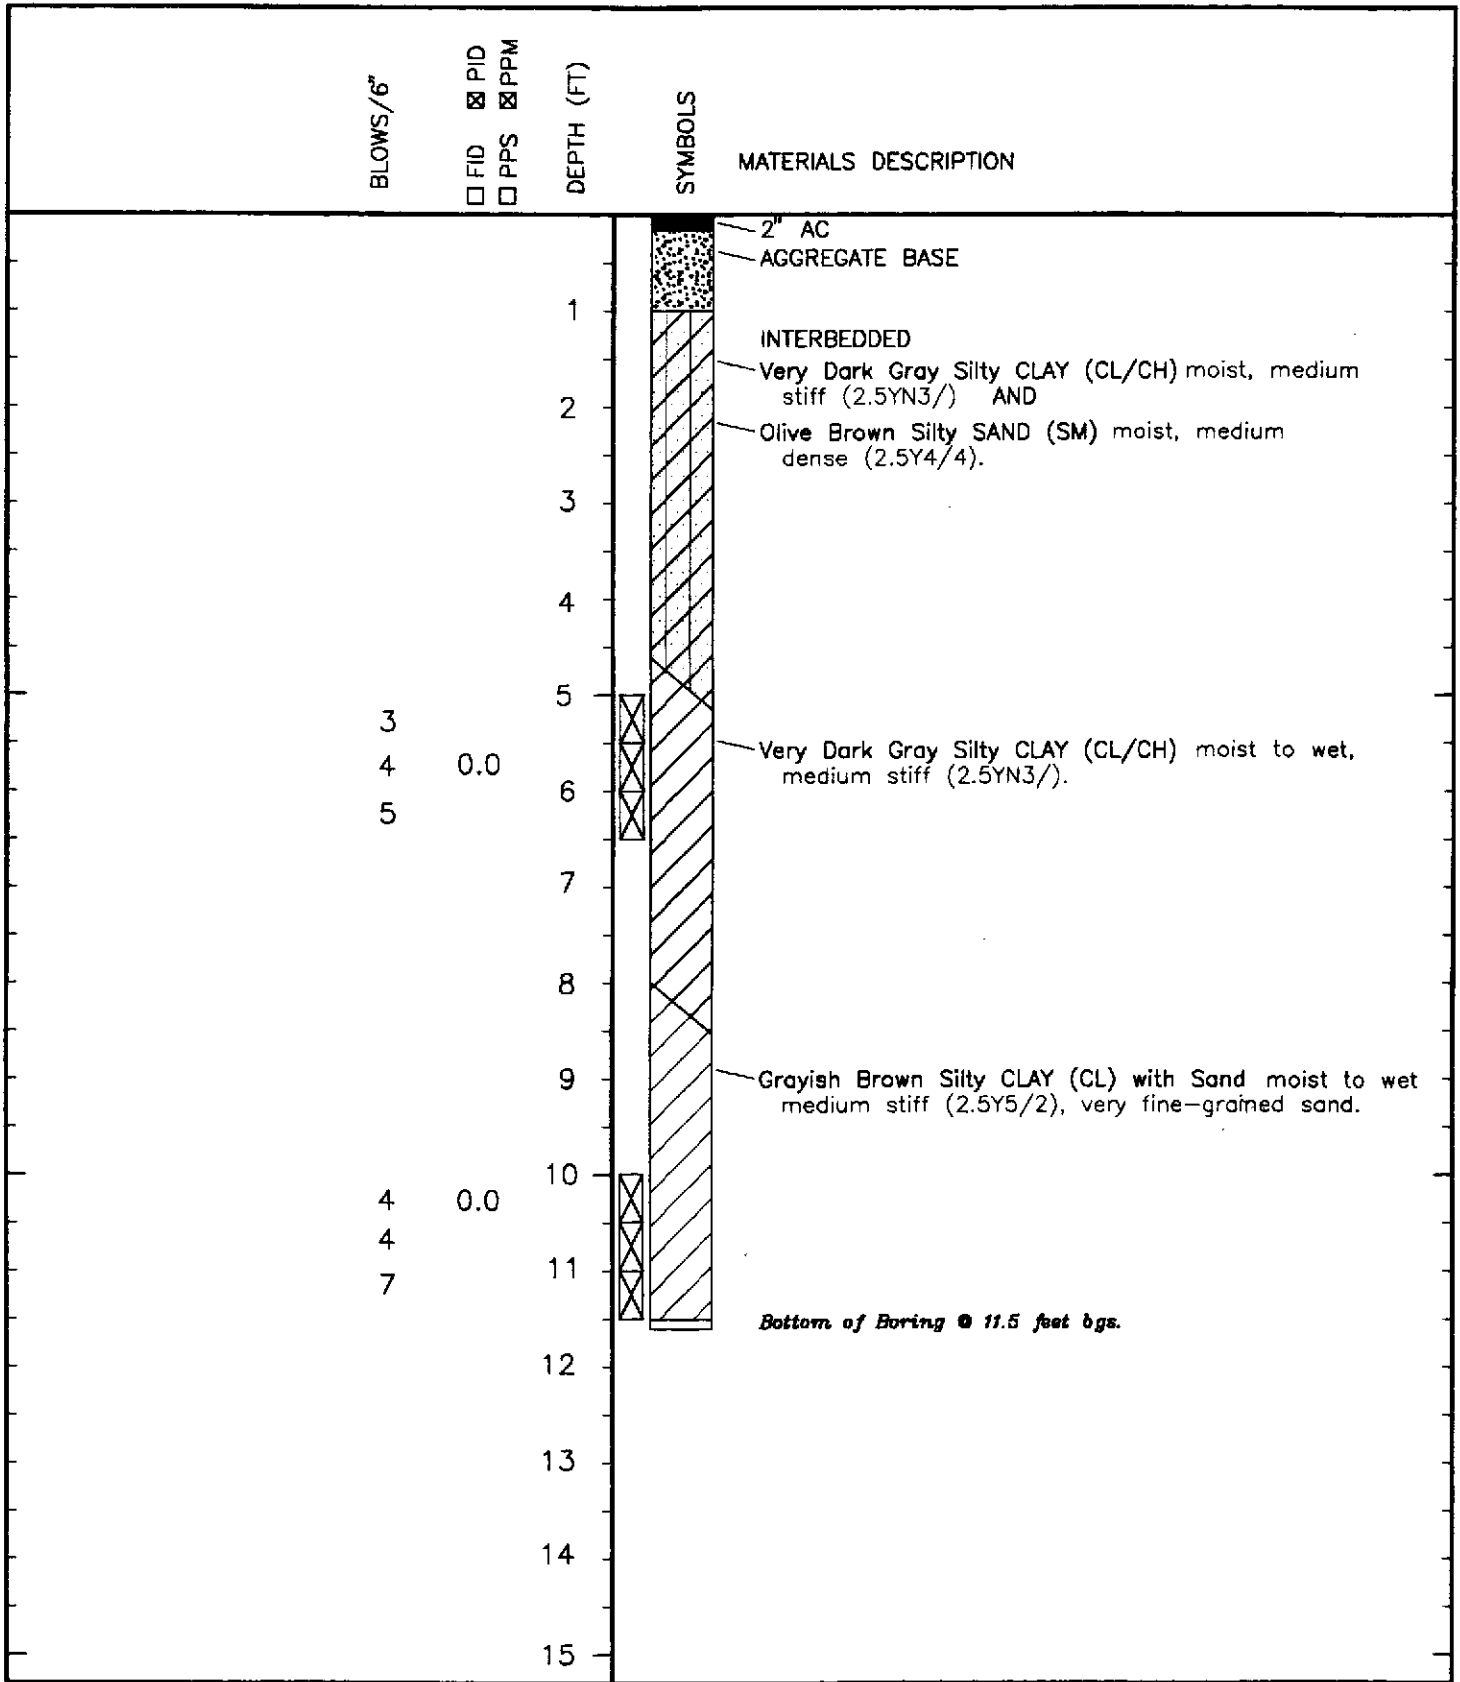 BLOWS/6"
☐ FID ☒ PID
☐ PPS ☒ PPM
DEPTH (FT)
SYMBOLS
MATERIALS DESCRIPTION
2" AC
AGGREGATE BASE
1
INTERBEDDED
Very Dark Gray Silty CLAY (CL/CH) moist, medium
stiff (2.5YN3/) AND
2
Olive Brown Silty SAND (SM) moist, medium
dense (2.5Y4/4).
3
4
5
3
Very Dark Gray Silty CLAY (CL/CH) moist to wet,
4 0.0
medium stiff (2.5YN3/).
6
5
7
8
9
Grayish Brown Silty CLAY (CL) with Sand moist to wet
medium stiff (2.5Y5/2), very fine-grained sand.
10
4 0.0
4
11
7
Bottom of Boring @ 11.5 feet bgs.
12
13
14
15